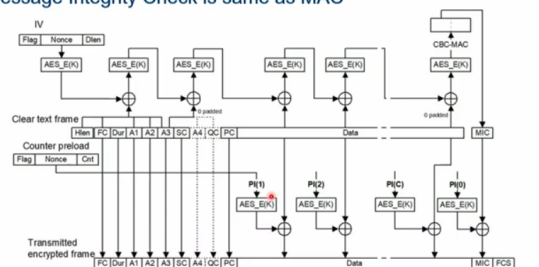 Message Integrity Check is same as MAC
IV
Flag Nonce Dlen
CBC-MAC
AES_E(K) AES_E(K) AES_E(K) AES_E(K) AES_E(K) AES_E(K)
0 padded 0 padded
Clear text frame
Hlen FC Dur A1 A2 A3 SC A4 QC PC Data MIC
Counter preload
Flag Nonce Cnt
PI(1) PI(2) PI(C) PI(0)
AES_E(K) AES_E(K) AES_E(K) AES_E(K)
Transmitted
encrypted frame
FC Dur A1 A2 A3 SC A4 QC PC Data MIC FCS